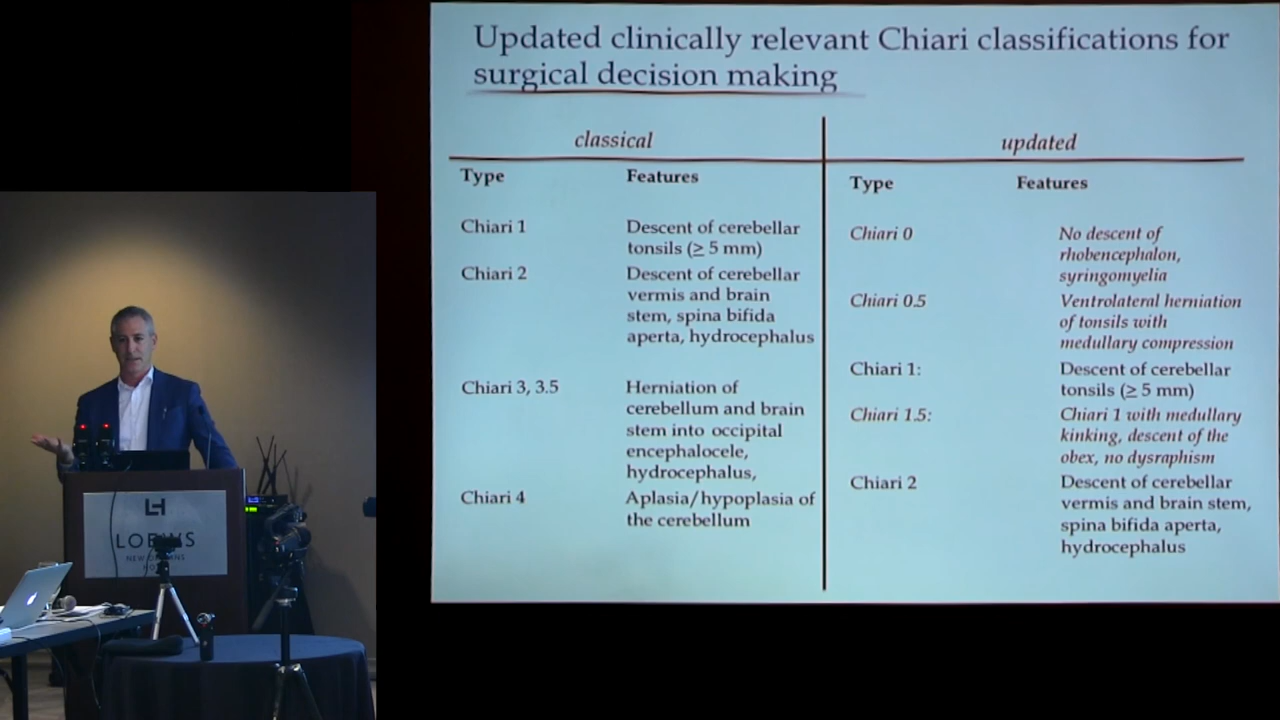 Updated clinically relevant Chiari classifications for
surgical decision making
classical
Type Features
Chiari 1 Descent of cerebellar
tonsils (≥ 5 mm)
Chiari 2 Descent of cerebellar
vermis and brain
stem, spina bifida
aperta, hydrocephalus
Chiari 3, 3.5 Herniation of
cerebellum and brain
stem into occipital
encephalocele,
hydrocephalus,
Chiari 4 Aplasia/hypoplasia of
the cerebellum
updated
Type Features
Chiari 0 No descent of
rhobencephalon,
syringomyelia
Chiari 0.5 Ventrolateral herniation
of tonsils with
medullary compression
Chiari 1: Descent of cerebellar
tonsils (≥ 5 mm)
Chiari 1.5: Chiari 1 with medullary
kinking, descent of the
obex, no dysraphism
Chiari 2 Descent of cerebellar
vermis and brain stem,
spina bifida aperta,
hydrocephalus
LH
LOEWS
NEW ORLEANS